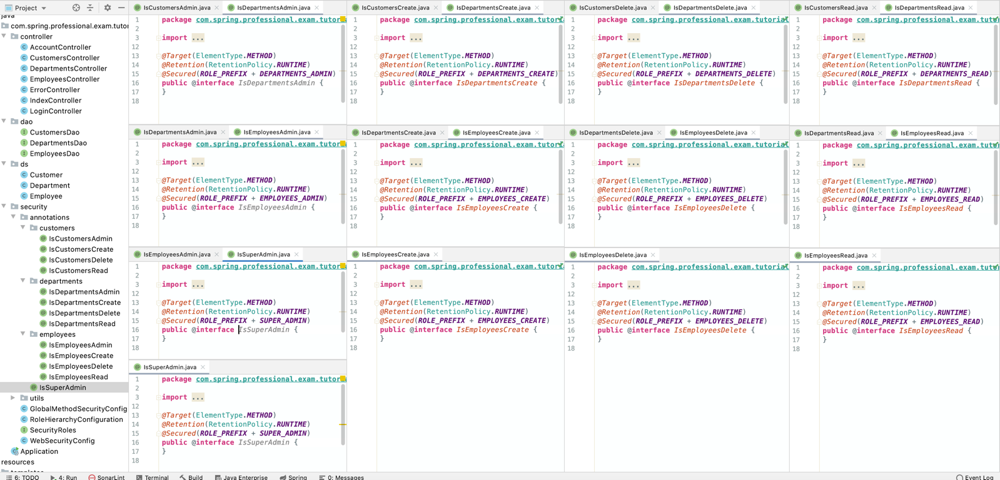 Project
java
com.spring.professional.exam.tutor
controller
AccountController
CustomersController
DepartmentsController
EmployeesController
ErrorController
IndexController
LoginController
dao
CustomersDao
DepartmentsDao
EmployeesDao
ds
Customer
Department
Employee
security
annotations
customers
IsCustomersAdmin
IsCustomersCreate
IsCustomersDelete
IsCustomersRead
departments
IsDepartmentsAdmin
IsDepartmentsCreate
IsDepartmentsDelete
IsDepartmentsRead
employees
IsEmployeesAdmin
IsEmployeesCreate
IsEmployeesDelete
IsEmployeesRead
IsSuperAdmin
utils
GlobalMethodSecurityConfig
RoleHierarchyConfiguration
SecurityRoles
WebSecurityConfig
Application
resources
templates
IsCustomersAdmin.java IsDepartmentsAdmin.java
1 package com.spring.professional.exam.tutoria
2
3 import ...
12
13 @Target(ElementType.METHOD)
14 @Retention(RetentionPolicy.RUNTIME)
15 @Secured(ROLE_PREFIX + DEPARTMENTS_ADMIN)
16 public @interface IsDepartmentsAdmin {
17 }
18
IsDepartmentsAdmin.java IsEmployeesAdmin.java
1 package com.spring.professional.exam.tutoria
2
3 import ...
12
13 @Target(ElementType.METHOD)
14 @Retention(RetentionPolicy.RUNTIME)
15 @Secured(ROLE_PREFIX + EMPLOYEES_ADMIN)
16 public @interface IsEmployeesAdmin {
17 }
18
IsEmployeesAdmin.java IsSuperAdmin.java
1 package com.spring.professional.exam.tutoria
2
3 import ...
12
13 @Target(ElementType.METHOD)
14 @Retention(RetentionPolicy.RUNTIME)
15 @Secured(ROLE_PREFIX + SUPER_ADMIN)
16 public @interface IsSuperAdmin {
17 }
18
IsSuperAdmin.java
1 package com.spring.professional.exam.tutoria
2
3 import ...
12
13 @Target(ElementType.METHOD)
14 @Retention(RetentionPolicy.RUNTIME)
15 @Secured(ROLE_PREFIX + SUPER_ADMIN)
16 public @interface IsSuperAdmin {
17 }
18
IsCustomersCreate.java IsDepartmentsCreate.java
1 package com.spring.professional.exam.tutoria
2
3 import ...
12
13 @Target(ElementType.METHOD)
14 @Retention(RetentionPolicy.RUNTIME)
15 @Secured(ROLE_PREFIX + DEPARTMENTS_CREATE)
16 public @interface IsDepartmentsCreate {
17 }
18
IsDepartmentsCreate.java IsEmployeesCreate.java
1 package com.spring.professional.exam.tutoria
2
3 import ...
12
13 @Target(ElementType.METHOD)
14 @Retention(RetentionPolicy.RUNTIME)
15 @Secured(ROLE_PREFIX + EMPLOYEES_CREATE)
16 public @interface IsEmployeesCreate {
17 }
18
IsEmployeesCreate.java
1 package com.spring.professional.exam.tutoria
2
3 import ...
12
13 @Target(ElementType.METHOD)
14 @Retention(RetentionPolicy.RUNTIME)
15 @Secured(ROLE_PREFIX + EMPLOYEES_CREATE)
16 public @interface IsEmployeesCreate {
17 }
18
IsCustomersDelete.java IsDepartmentsDelete.java
1 package com.spring.professional.exam.tutorial
2
3 import ...
12
13 @Target(ElementType.METHOD)
14 @Retention(RetentionPolicy.RUNTIME)
15 @Secured(ROLE_PREFIX + DEPARTMENTS_DELETE)
16 public @interface IsDepartmentsDelete {
17 }
18
IsDepartmentsDelete.java IsEmployeesDelete.java
1 package com.spring.professional.exam.tutorial
2
3 import ...
12
13 @Target(ElementType.METHOD)
14 @Retention(RetentionPolicy.RUNTIME)
15 @Secured(ROLE_PREFIX + EMPLOYEES_DELETE)
16 public @interface IsEmployeesDelete {
17 }
18
IsEmployeesDelete.java
1 package com.spring.professional.exam.tutorial
2
3 import ...
12
13 @Target(ElementType.METHOD)
14 @Retention(RetentionPolicy.RUNTIME)
15 @Secured(ROLE_PREFIX + EMPLOYEES_DELETE)
16 public @interface IsEmployeesDelete {
17 }
18
IsCustomersRead.java IsDepartmentsRead.java
1 package com.spring.professional.exam.tuto
2
3 import ...
12
13 @Target(ElementType.METHOD)
14 @Retention(RetentionPolicy.RUNTIME)
15 @Secured(ROLE_PREFIX + DEPARTMENTS_READ)
16 public @interface IsDepartmentsRead {
17 }
18
IsDepartmentsRead.java IsEmployeesRead.java
1 package com.spring.professional.exam.tuto
2
3 import ...
12
13 @Target(ElementType.METHOD)
14 @Retention(RetentionPolicy.RUNTIME)
15 @Secured(ROLE_PREFIX + EMPLOYEES_READ)
16 public @interface IsEmployeesRead {
17 }
18
IsEmployeesRead.java
1 package com.spring.professional.exam.tuto
2
3 import ...
12
13 @Target(ElementType.METHOD)
14 @Retention(RetentionPolicy.RUNTIME)
15 @Secured(ROLE_PREFIX + EMPLOYEES_READ)
16 public @interface IsEmployeesRead {
17 }
18
6: TODO 4: Run SonarLint Terminal Build Java Enterprise Spring 0: Messages Event Log